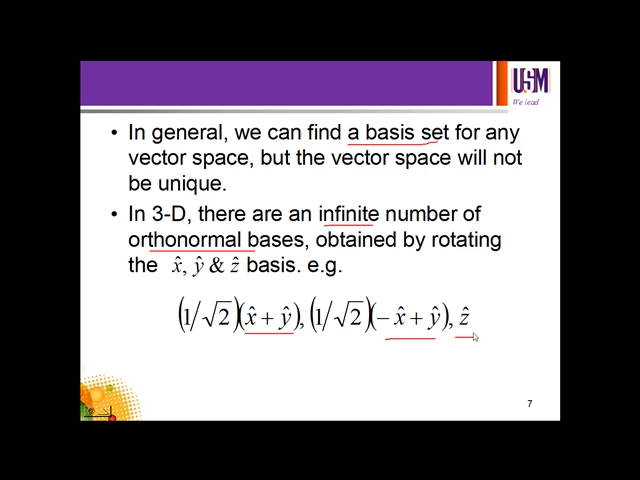 USM
We lead
• In general, we can find a basis set for any
vector space, but the vector space will not
be unique.
• In 3-D, there are an infinite number of
orthonormal bases, obtained by rotating
the x̂, ŷ & ẑ basis. e.g.
(1/√2)(x̂ + ŷ), (1/√2)(− x̂ + ŷ), ẑ
7